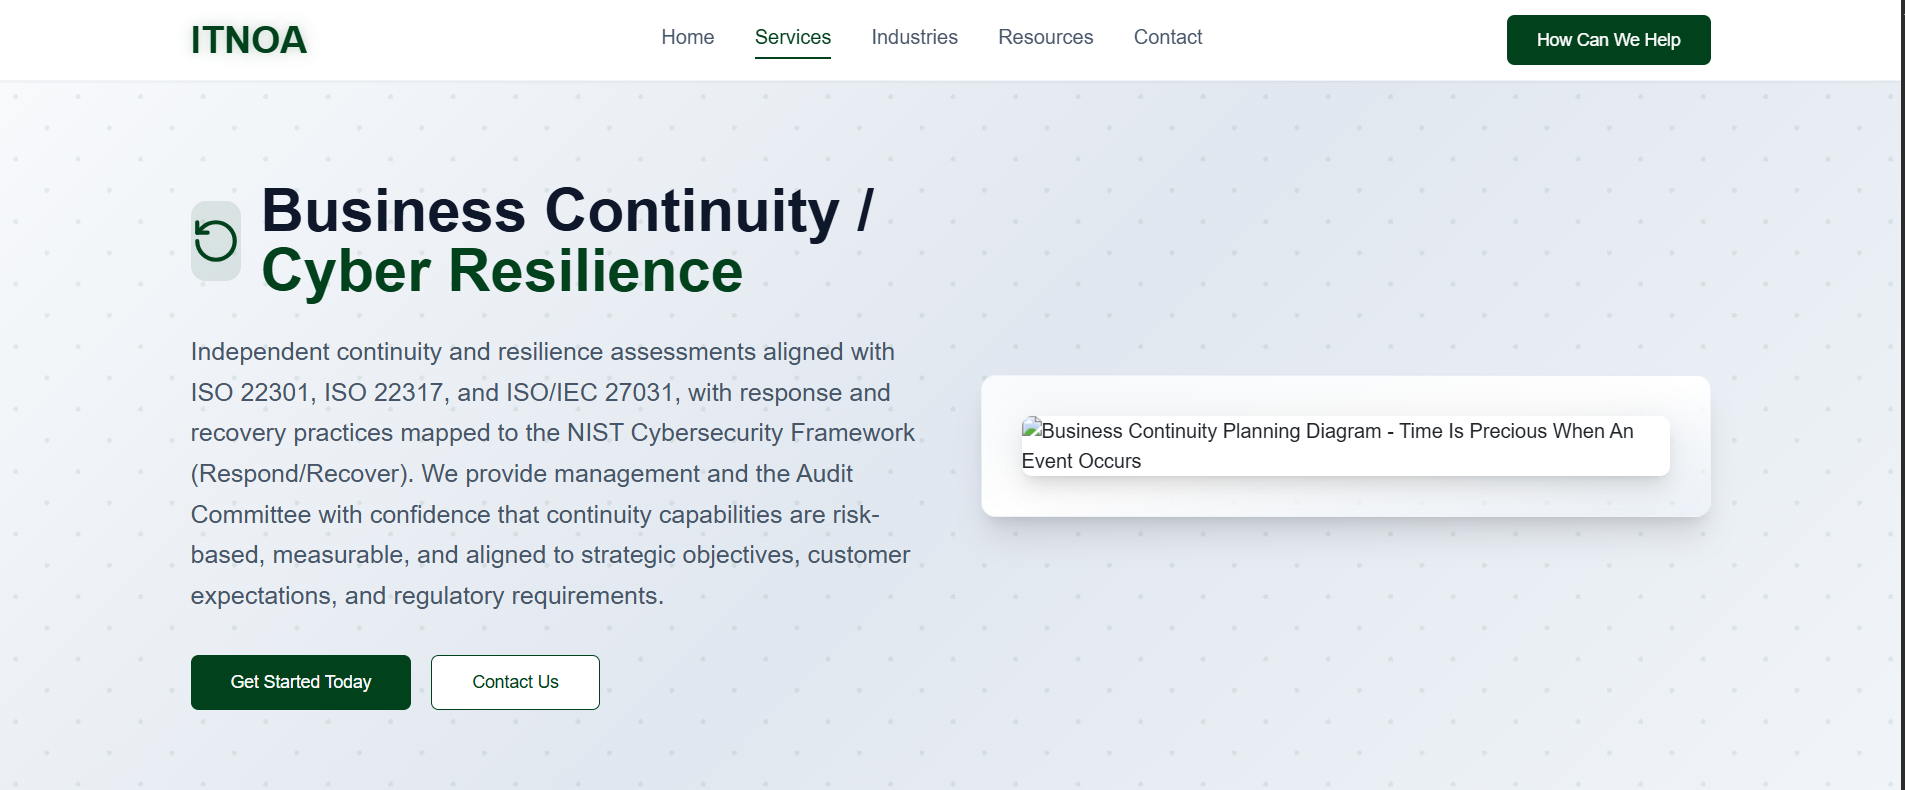 ITNOA
Home
Services
Industries
Resources
Contact
How Can We Help
Business Continuity /
Cyber Resilience
Independent continuity and resilience assessments aligned with
ISO 22301, ISO 22317, and ISO/IEC 27031, with response and
recovery practices mapped to the NIST Cybersecurity Framework
(Respond/Recover). We provide management and the Audit
Committee with confidence that continuity capabilities are risk-
based, measurable, and aligned to strategic objectives, customer
expectations, and regulatory requirements.
Get Started Today
Contact Us
Business Continuity Planning Diagram - Time Is Precious When An
Event Occurs